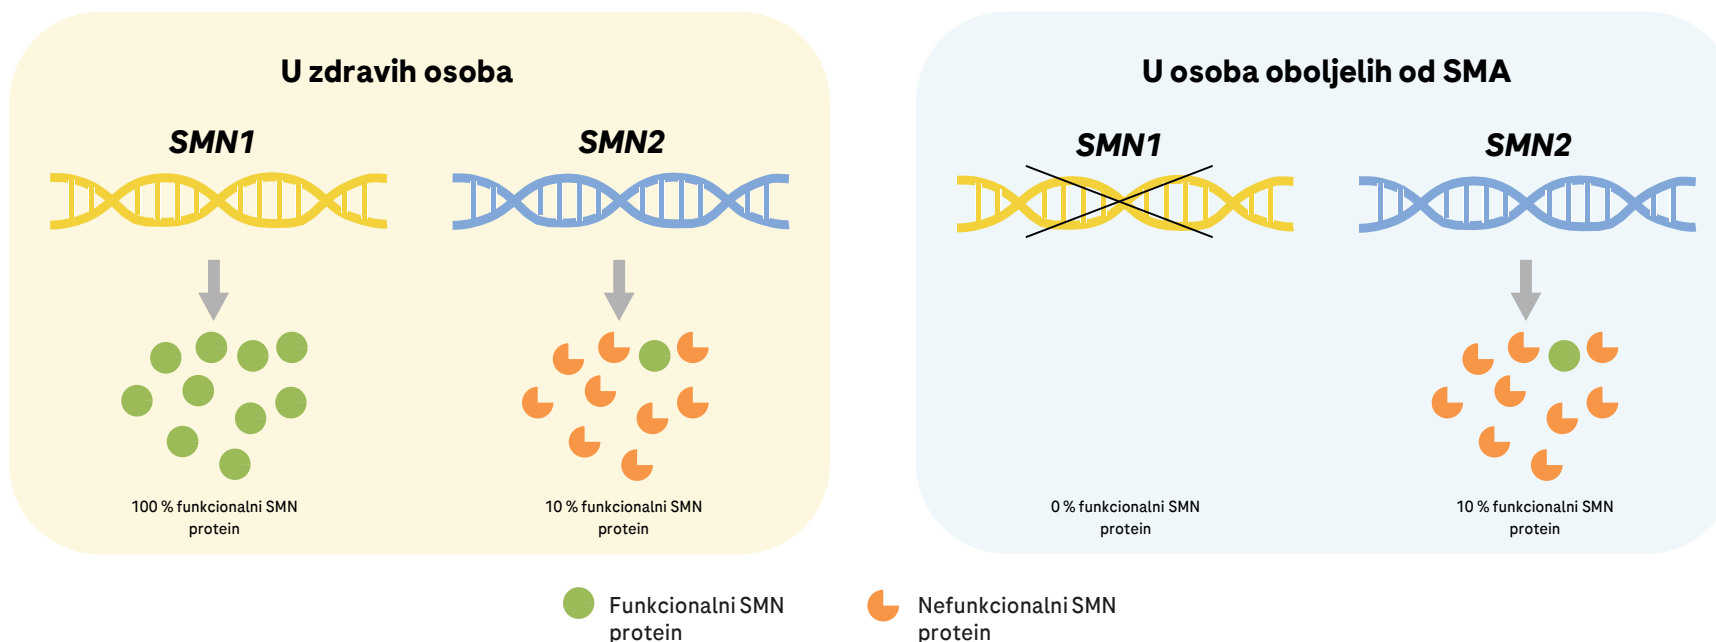 U zdravih osoba
SMN1
SMN2
100 % funkcionalni SMN
protein
10 % funkcionalni SMN
protein
U osoba oboljelih od SMA
SMN1
SMN2
0 % funkcionalni SMN
protein
10 % funkcionalni SMN
protein
Funkcionalni SMN
protein
Nefunkcionalni SMN
protein